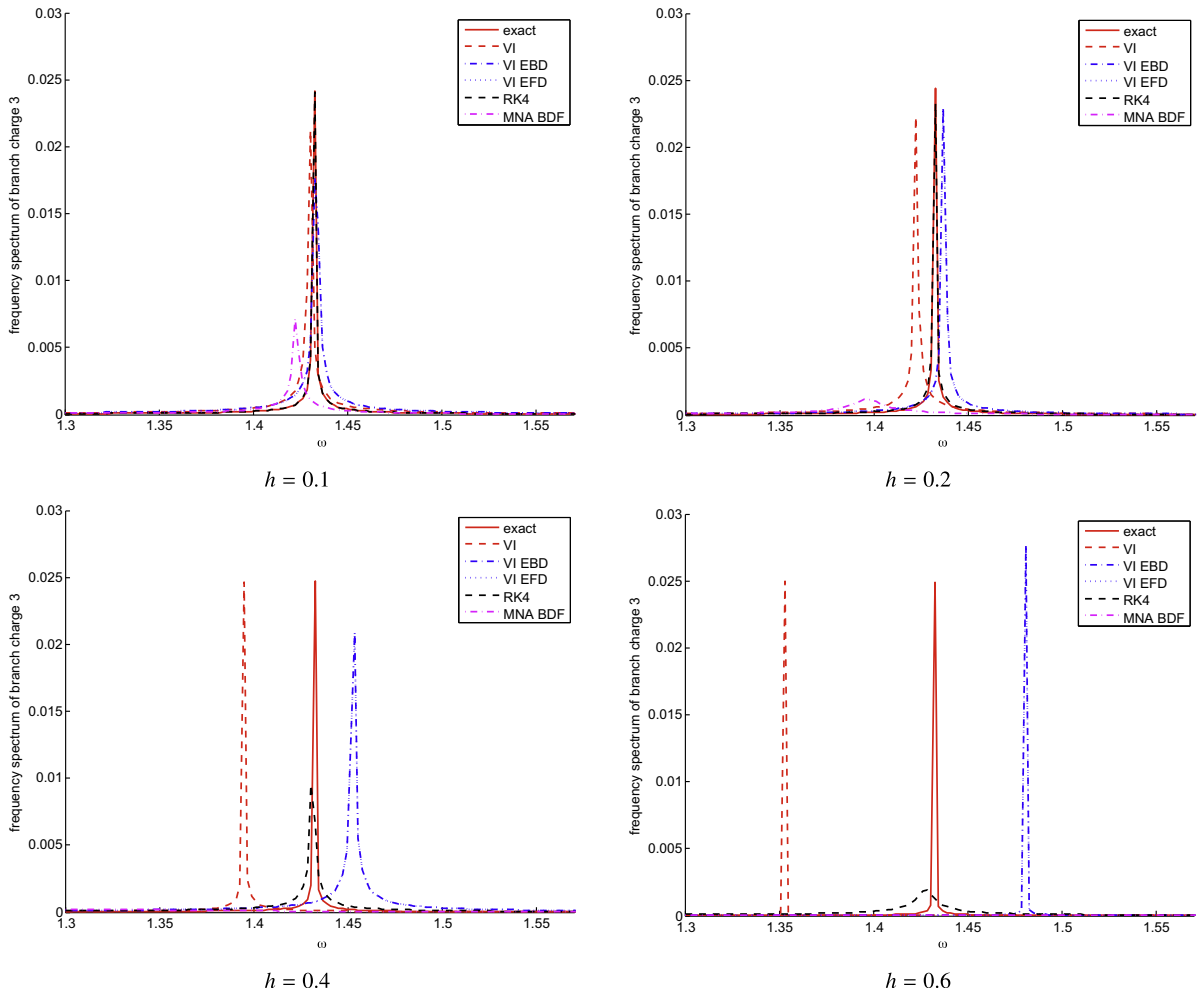 frequency spectrum of branch charge 3
0.03
0.025
0.02
0.015
0.01
0.005
0
1.3
1.4
1.45
1.5
1.55
ω
exact
VI
VI EBD
VI EFD
RK4
MNA BDF
h = 0.1
frequency spectrum of branch charge 3
0.03
0.025
0.02
0.015
0.01
0.005
0
1.3
1.35
1.4
1.45
1.5
1.55
ω
exact
VI
VI EBD
VI EFD
RK4
MNA BDF
h = 0.2
frequency spectrum of branch charge 3
0.03
0.025
0.02
0.015
0.01
0.005
0
1.3
1.35
1.4
1.45
1.5
1.55
ω
exact
VI
VI EBD
VI EFD
RK4
MNA BDF
h = 0.4
frequency spectrum of branch charge 3
0.03
0.025
0.02
0.015
0.01
0.005
0
1.3
1.35
1.4
1.45
1.5
1.55
ω
exact
VI
VI EBD
VI EFD
RK4
MNA BDF
h = 0.6